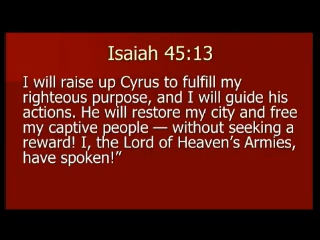 Isaiah 45:13
I will raise up Cyrus to fulfill my
righteous purpose, and I will guide his
actions. He will restore my city and free
my captive people — without seeking a
reward! I, the Lord of Heaven’s Armies,
have spoken!”